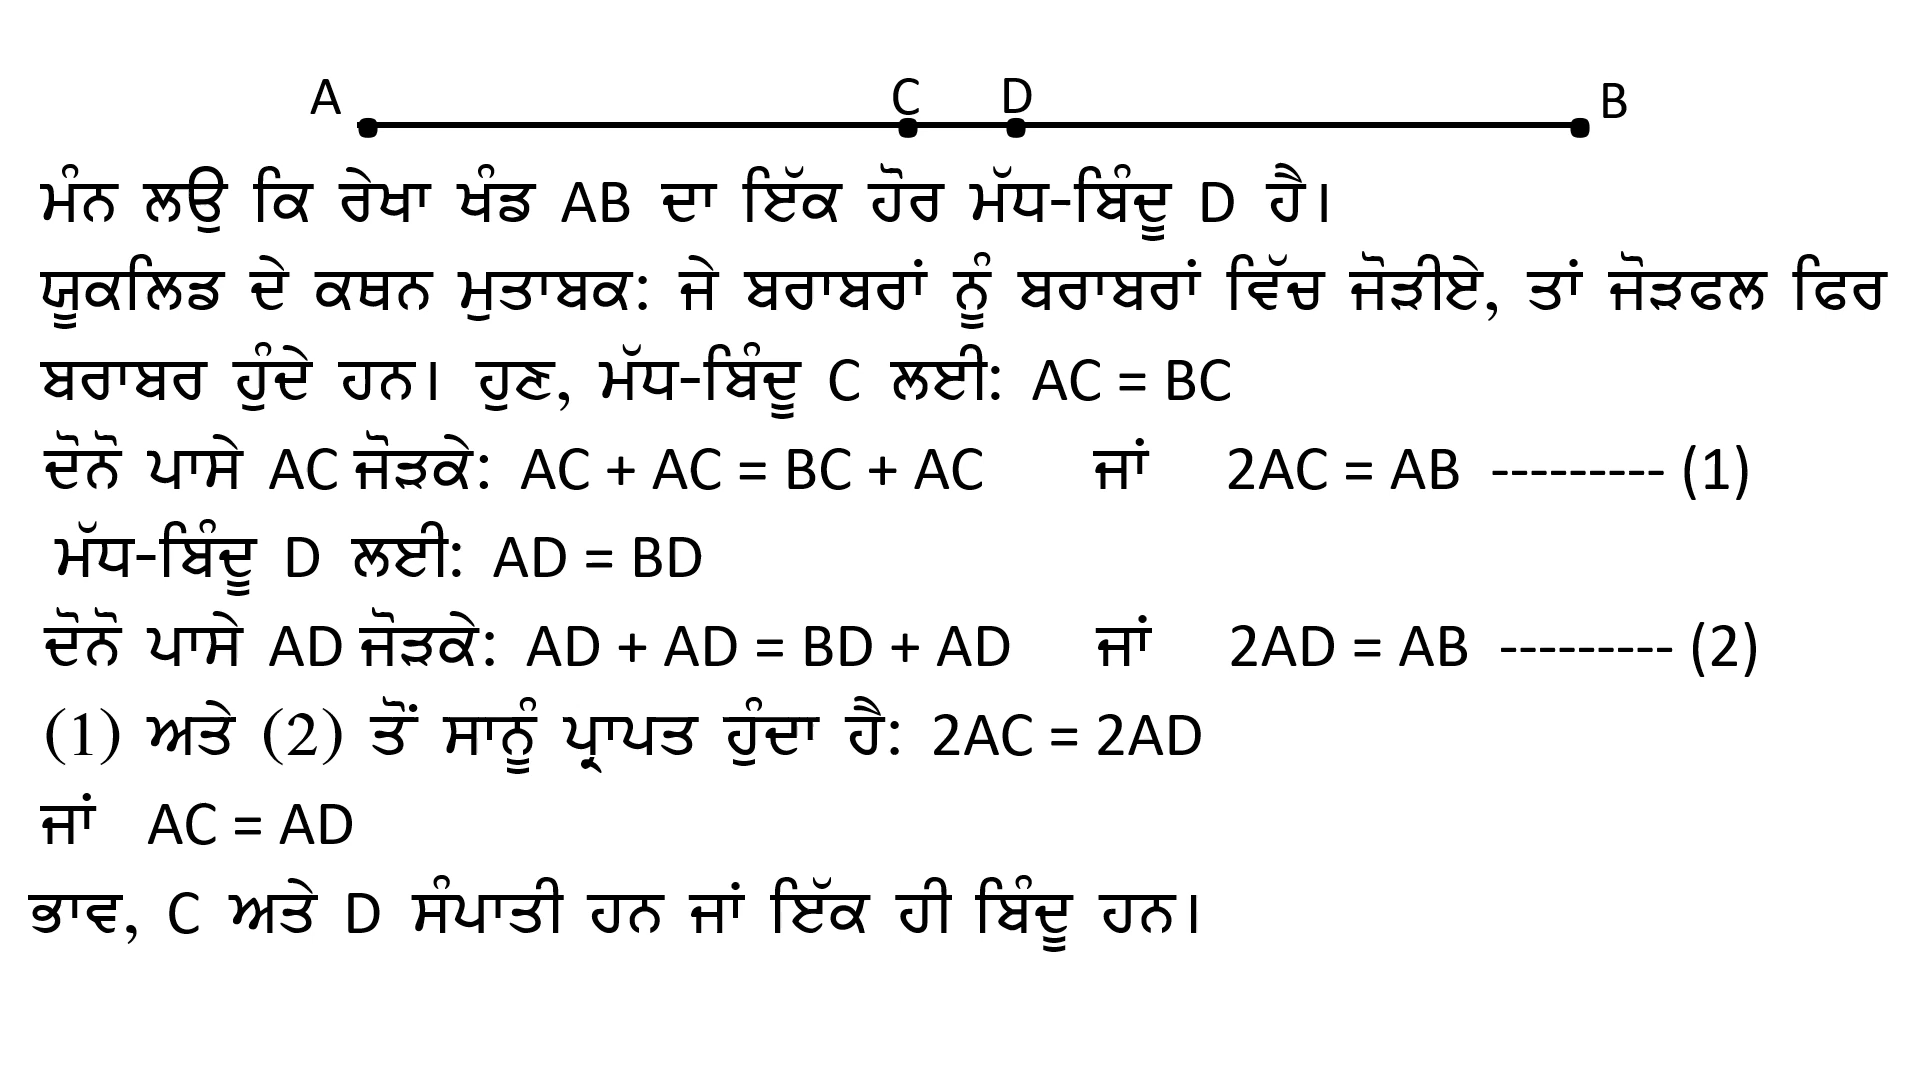 A C D B
ਮੰਨ ਲਉ ਕਿ ਰੇਖਾ ਖੰਡ AB ਦਾ ਇੱਕ ਹੋਰ ਮੱਧ-ਬਿੰਦੂ D ਹੈ।
ਯੂਕਲਿਡ ਦੇ ਕਥਨ ਮੁਤਾਬਕ: ਜੇ ਬਰਾਬਰਾਂ ਨੂੰ ਬਰਾਬਰਾਂ ਵਿੱਚ ਜੋੜੀਏ, ਤਾਂ ਜੋੜਫਲ ਫਿਰ
ਬਰਾਬਰ ਹੁੰਦੇ ਹਨ। ਹੁਣ, ਮੱਧ-ਬਿੰਦੂ C ਲਈ: AC = BC
ਦੋਨੋ ਪਾਸੇ AC ਜੋੜਕੇ: AC + AC = BC + AC ਜਾਂ 2AC = AB --------- (1)
ਮੱਧ-ਬਿੰਦੂ D ਲਈ: AD = BD
ਦੋਨੋ ਪਾਸੇ AD ਜੋੜਕੇ: AD + AD = BD + AD ਜਾਂ 2AD = AB --------- (2)
(1) ਅਤੇ (2) ਤੋਂ ਸਾਨੂੰ ਪ੍ਰਾਪਤ ਹੁੰਦਾ ਹੈ: 2AC = 2AD
ਜਾਂ AC = AD
ਭਾਵ, C ਅਤੇ D ਸੰਪਾਤੀ ਹਨ ਜਾਂ ਇੱਕ ਹੀ ਬਿੰਦੂ ਹਨ।